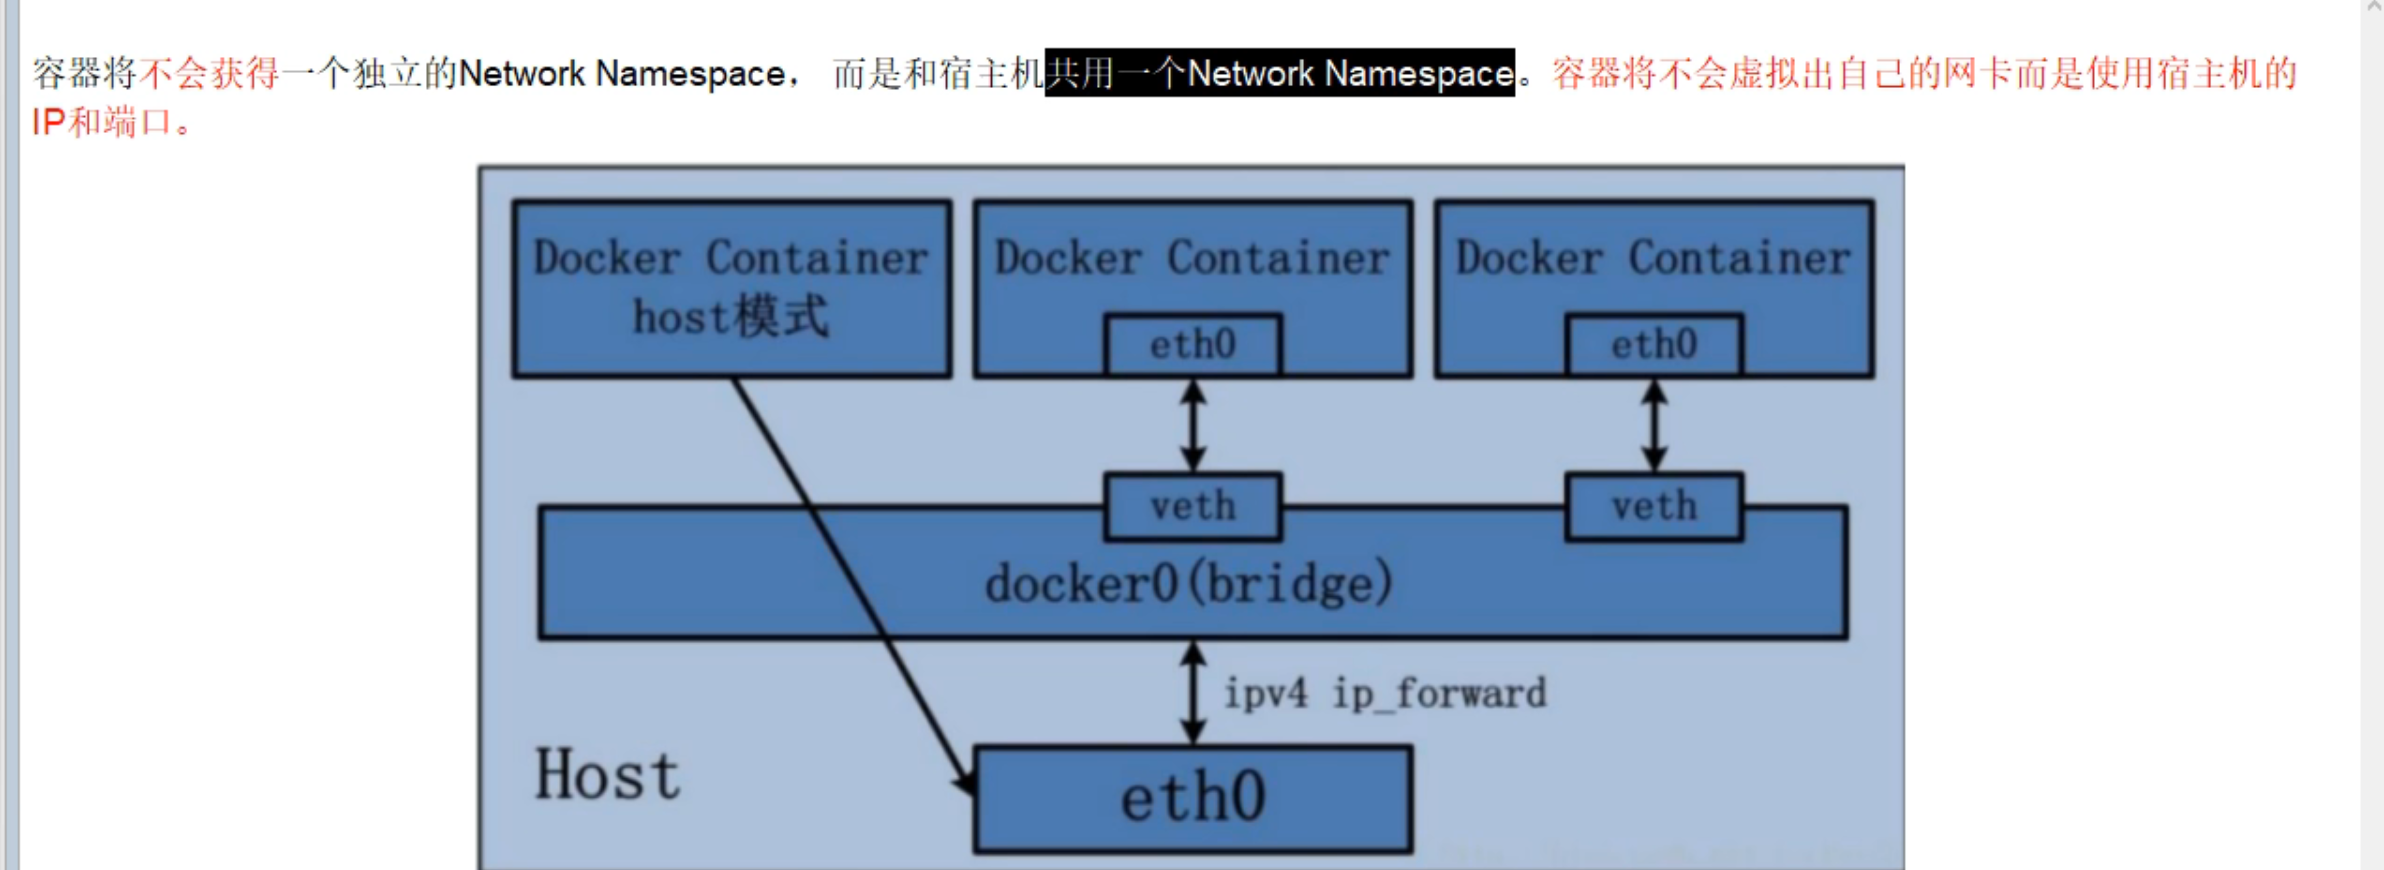 容器将不会获得一个独立的Network Namespace， 而是和宿主机共用一个Network Namespace。容器将不会虚拟出自己的网卡而是使用宿主机的
IP和端口。
Docker Container
host模式
Docker Container
eth0
Docker Container
eth0
veth
veth
docker0(bridge)
ipv4 ip_forward
Host
eth0